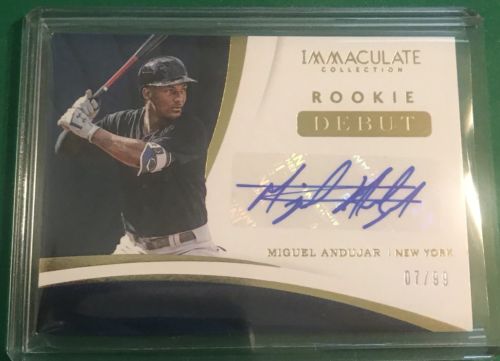 IMMACULATE
COLLECTION
ROOKIE
DEBUT
MIGUEL ANDUJAR | NEW YORK
07/99